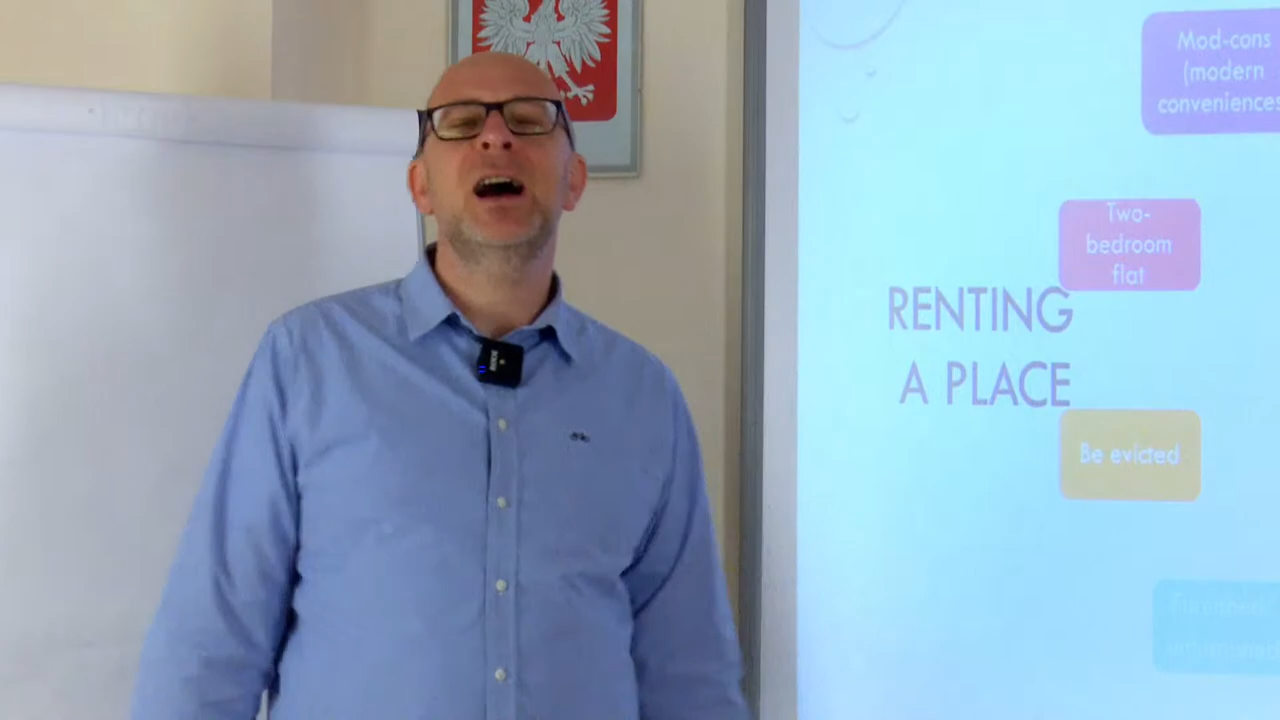 Mod-cons
(modern
conveniences
Two-
bedroom
flat
RENTING
A PLACE
Be evicted